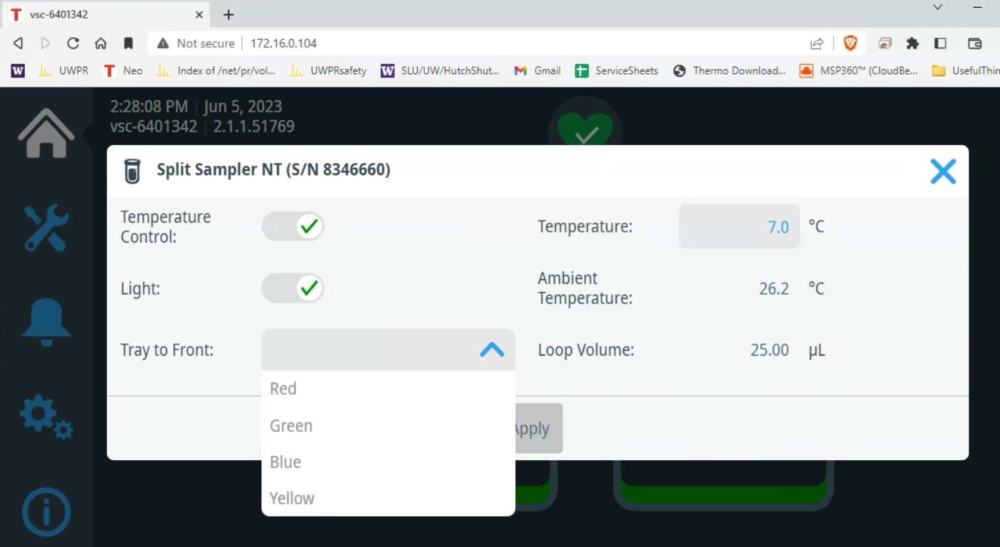 vsc-6401342
Not secure 172.16.0.104
UWPR Neo Index of /net/pr/vol... UWPRsafety SLU/UW/HutchShut... Gmail ServiceSheets Thermo Download... MSP360™ (CloudBe... UsefulThin
2:28:08 PM Jun 5, 2023
vsc-6401342 2.1.1.51769
Split Sampler NT (S/N 8346660)
Temperature
Control:
Temperature: 7.0 °C
Light:
Ambient
Temperature: 26.2 °C
Tray to Front:
Loop Volume: 25.00 µL
Red
Green
Blue
Yellow
Apply